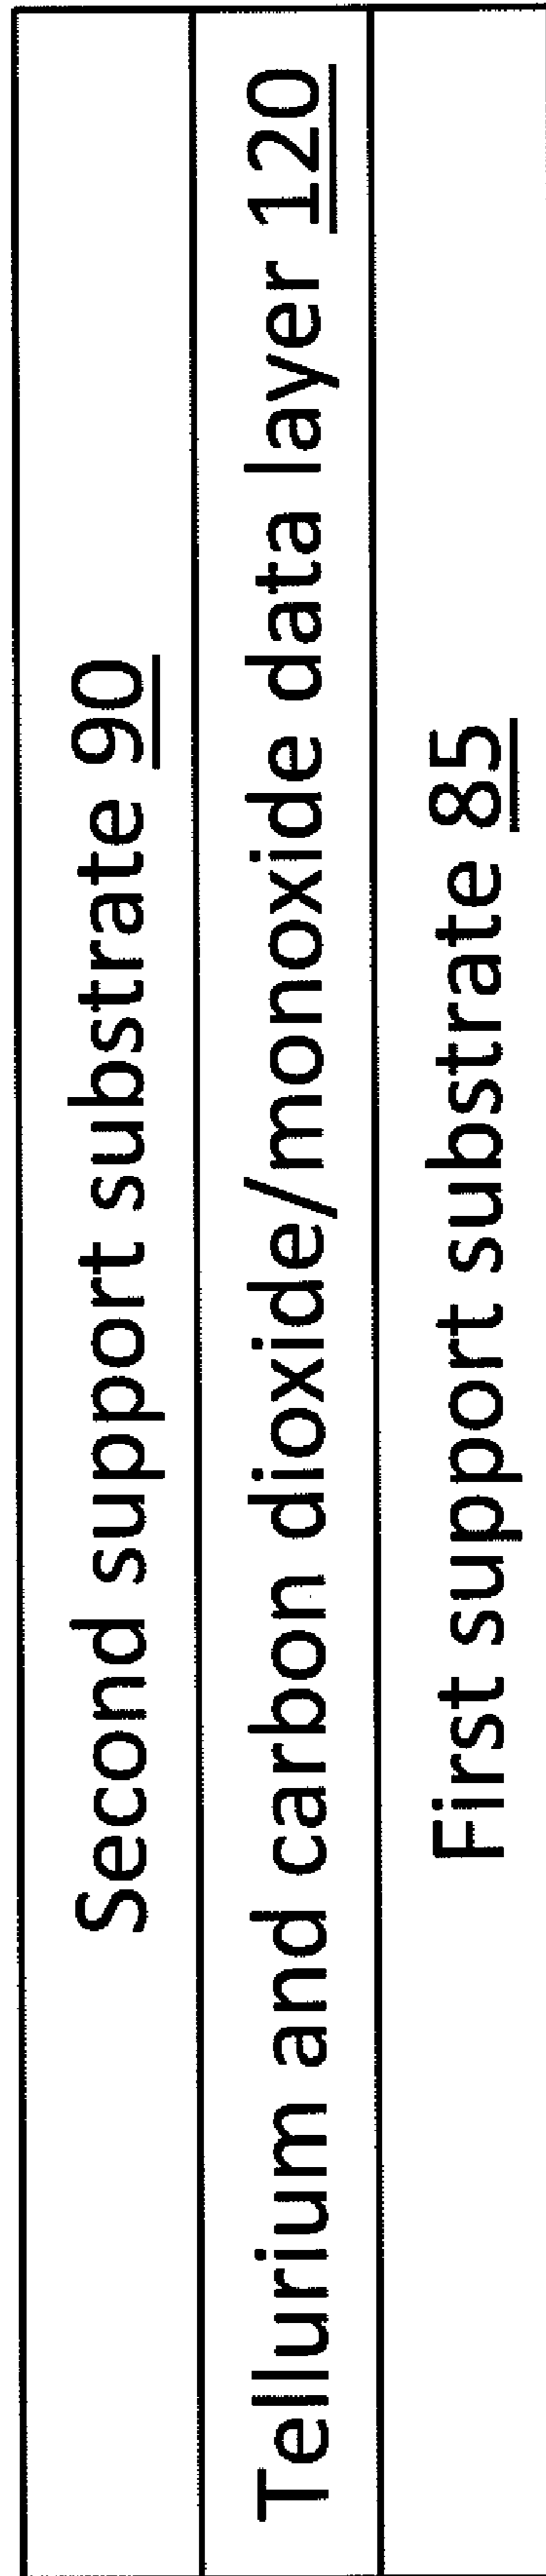 Second support substrate 90
Tellurium and carbon dioxide/monoxide data layer 120
First support substrate 85